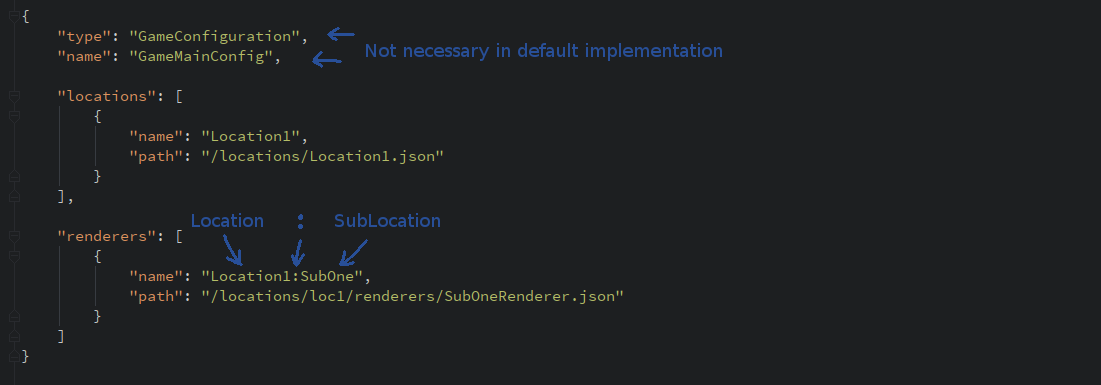 {
"type": "GameConfiguration",
"name": "GameMainConfig",
Not necessary in default implementation
"locations": [
{
"name": "Location1",
"path": "/locations/Location1.json"
}
],
Location : SubLocation
"renderers": [
{
"name": "Location1:SubOne",
"path": "/locations/loc1/renderers/SubOneRenderer.json"
}
]
}